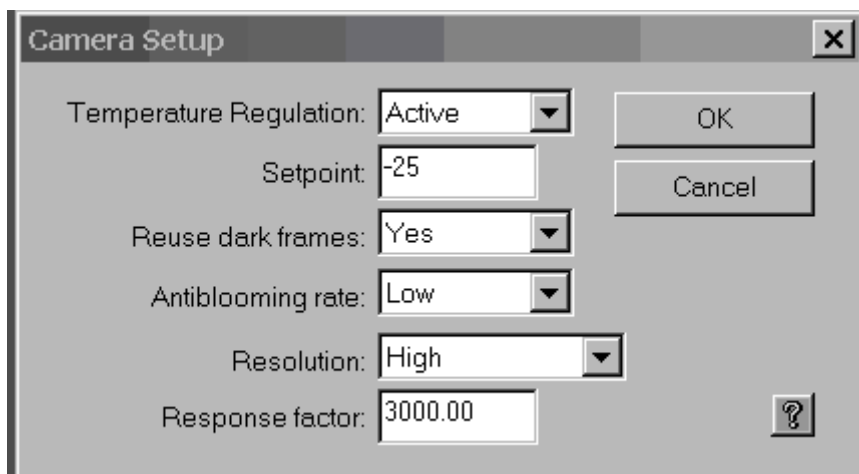 Camera Setup
Temperature Regulation: Active
OK
Setpoint: -25
Cancel
Reuse dark frames: Yes
Antiblooming rate: Low
Resolution: High
Response factor: 3000.00
?